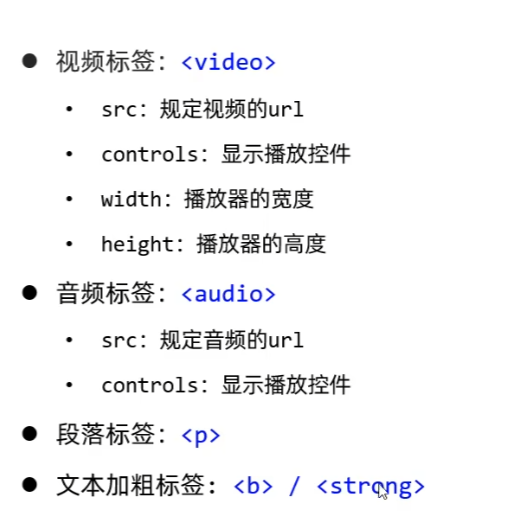 ● 视频标签：<video>
• src：规定视频的url
• controls：显示播放控件
• width：播放器的宽度
• height：播放器的高度
● 音频标签：<audio>
• src：规定音频的url
• controls：显示播放控件
● 段落标签：<p>
● 文本加粗标签：<b> / <strong>